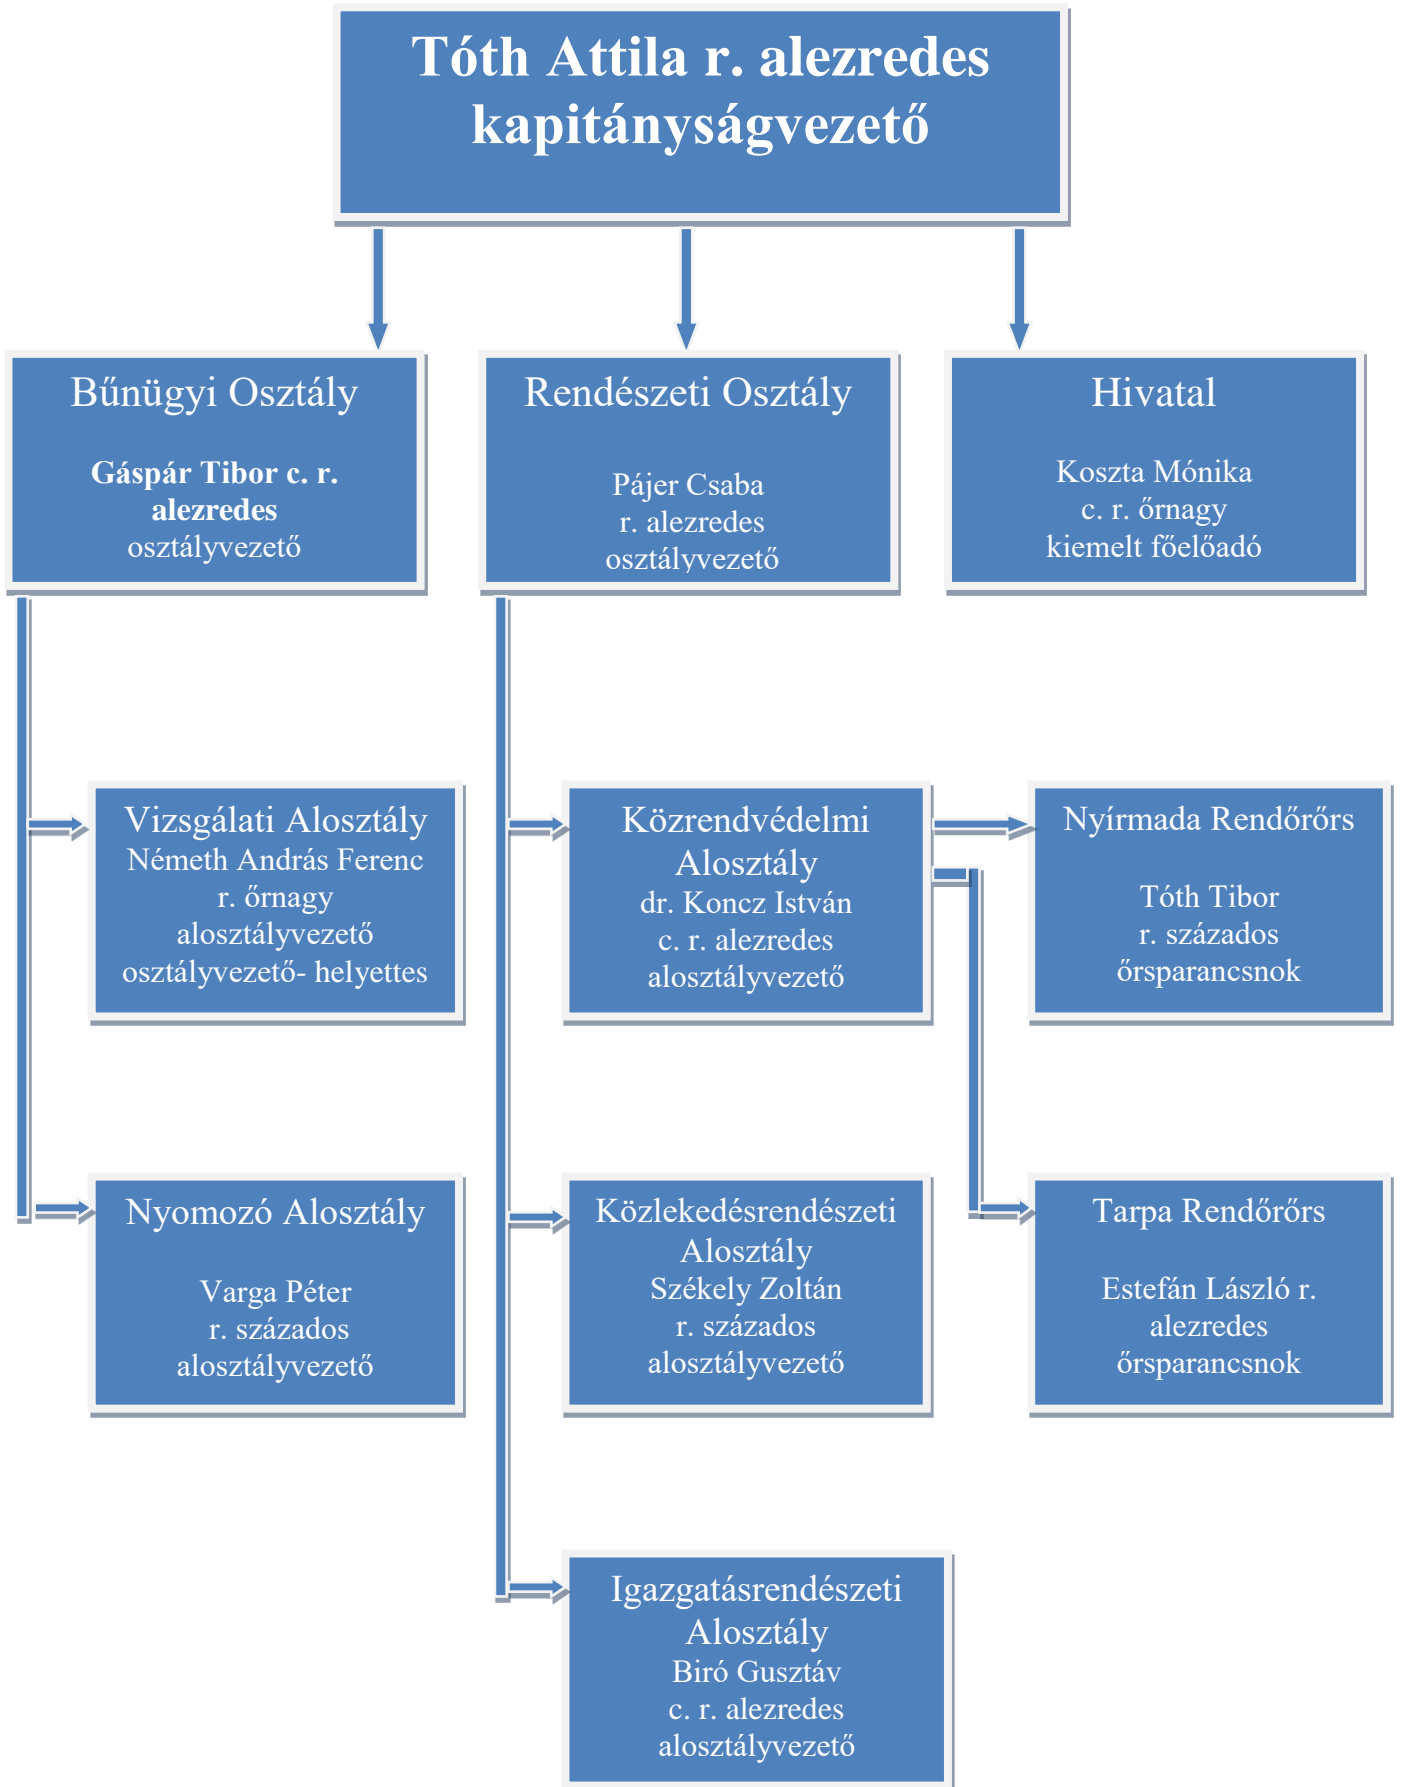 Tóth Attila r. alezredes
kapitányságvezető
Bűnügyi Osztály
Gáspár Tibor c. r.
alezredes
osztályvezető
Rendészeti Osztály
Pájer Csaba
r. alezredes
osztályvezető
Hivatal
Koszta Mónika
c. r. őrnagy
kiemelt főelőadó
Vizsgálati Alosztály
Németh András Ferenc
r. őrnagy
alosztályvezető
osztályvezető- helyettes
Közrendvédelmi
Alosztály
dr. Koncz István
c. r. alezredes
alosztályvezető
Nyírmada Rendőrőrs
Tóth Tibor
r. százados
őrsparancsnok
Nyomozó Alosztály
Varga Péter
r. százados
alosztályvezető
Közlekedésrendészeti
Alosztály
Székely Zoltán
r. százados
alosztályvezető
Tarpa Rendőrőrs
Estefán László r.
alezredes
őrsparancsnok
Igazgatásrendészeti
Alosztály
Biró Gusztáv
c. r. alezredes
alosztályvezető